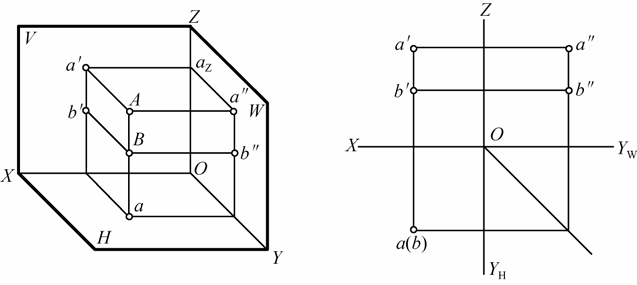 V
Z
a′
a_Z
a″
A
W
b′
B
b″
X
O
a
H
Y
Z
a′
a″
b′
b″
X
O
Y_W
a(b)
Y_H